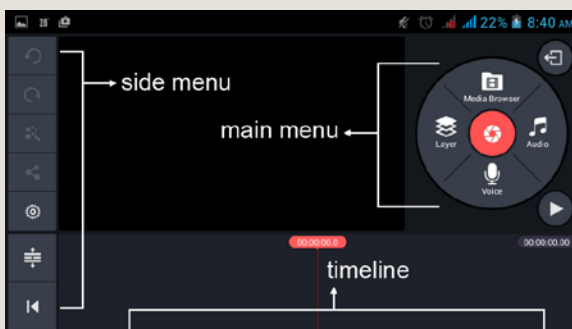 28° 22% 8:40 AM
side menu
main menu
Media Browser
Layer
Audio
Voice
00:00:00.0 00:00:00.00
timeline